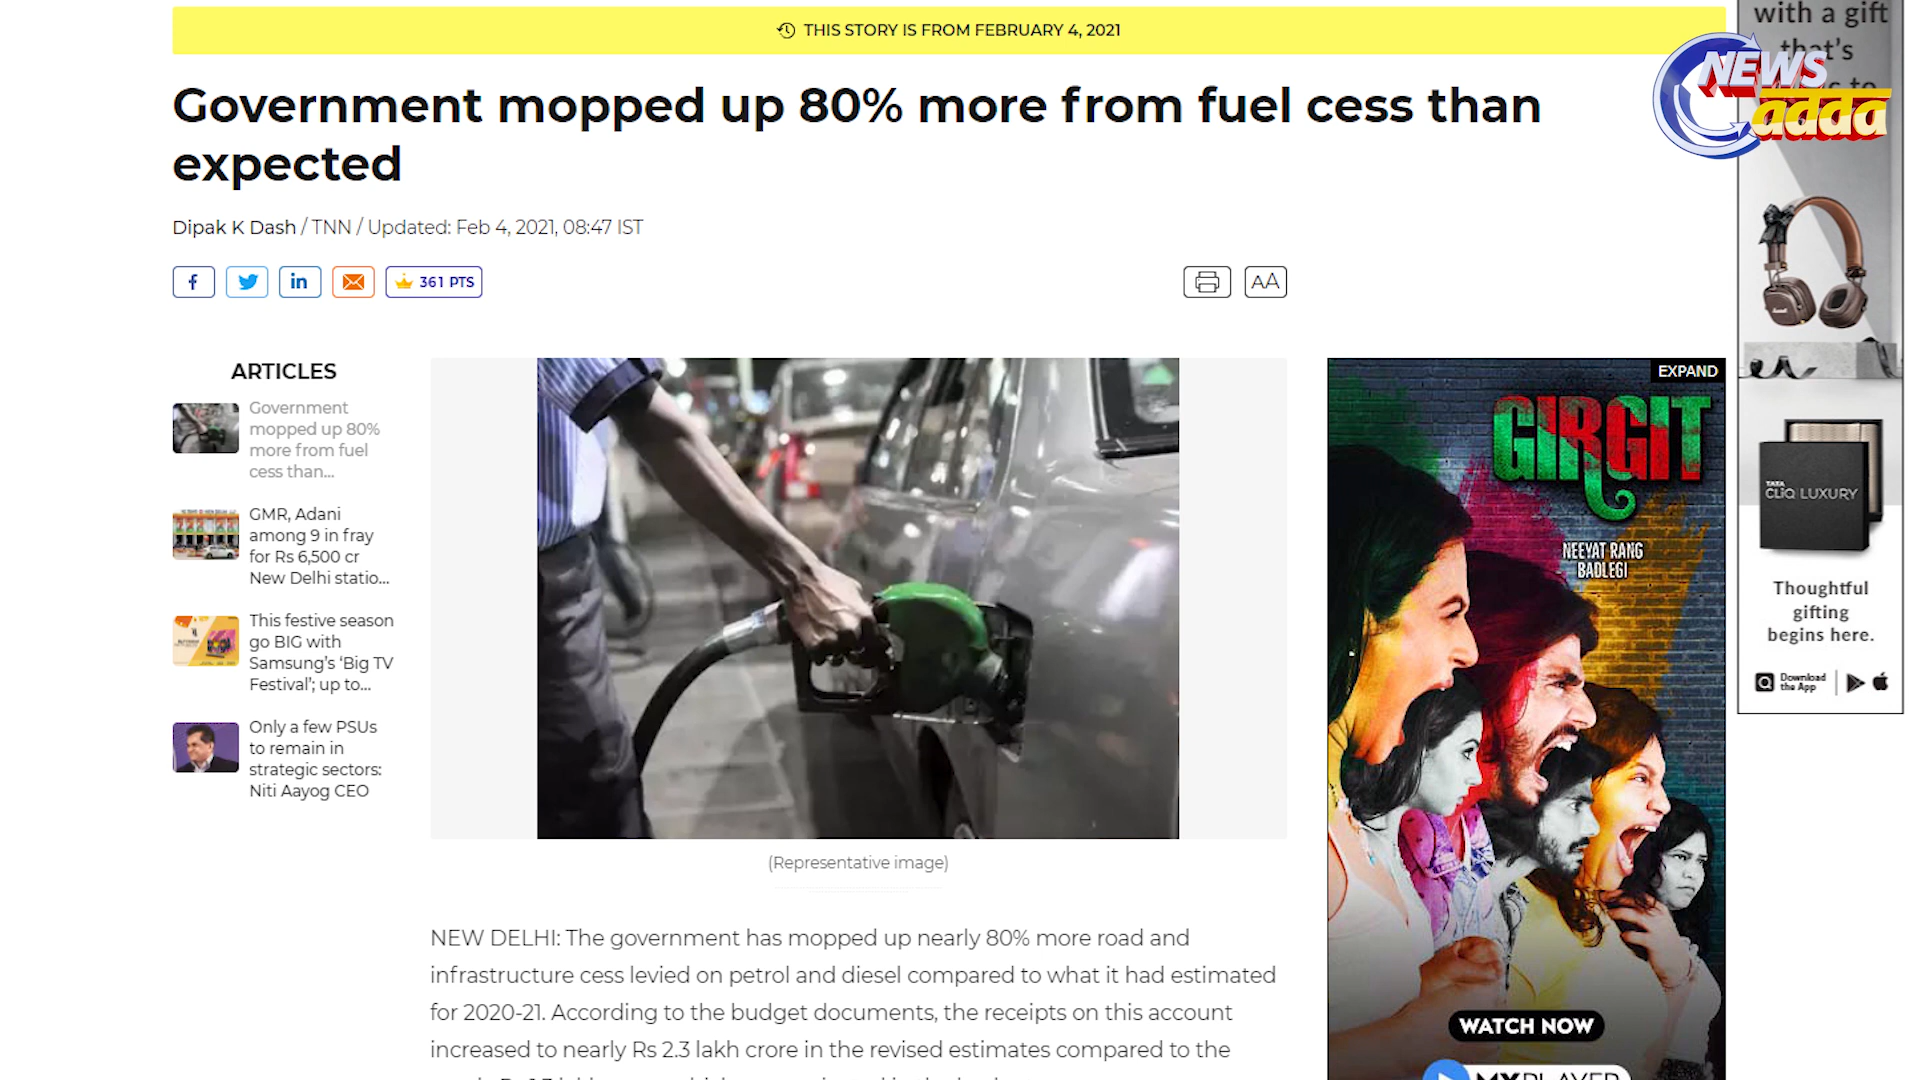 THIS STORY IS FROM FEBRUARY 4, 2021
Government mopped up 80% more from fuel cess than
expected
Dipak K Dash / TNN / Updated: Feb 4, 2021, 08:47 IST
f
in
361 PTS
AA
ARTICLES
Government
mopped up 80%
more from fuel
cess than...
GMR, Adani
among 9 in fray
for Rs 6,500 cr
New Delhi statio...
This festive season
go BIG with
Samsung's ‘Big TV
Festival’; up to...
Only a few PSUs
to remain in
strategic sectors:
Niti Aayog CEO
(Representative image)
NEW DELHI: The government has mopped up nearly 80% more road and
infrastructure cess levied on petrol and diesel compared to what it had estimated
for 2020-21. According to the budget documents, the receipts on this account
increased to nearly Rs 2.3 lakh crore in the revised estimates compared to the
EXPAND
GIRGIT
NEEYAT RANG
BADLEGI
WATCH NOW
MXPLAYER
with a gift
that's
to
NEWS
adda
TATA
CLiQ LUXURY
Thoughtful
gifting
begins here.
Download
the App